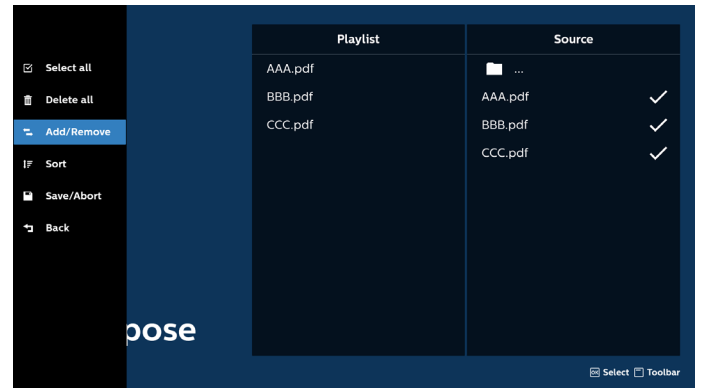 Select all
Delete all
Add/Remove
Sort
Save/Abort
Back
Playlist
AAA.pdf
BBB.pdf
CCC.pdf
Source
...
AAA.pdf
BBB.pdf
CCC.pdf
pose
OK Select Toolbar